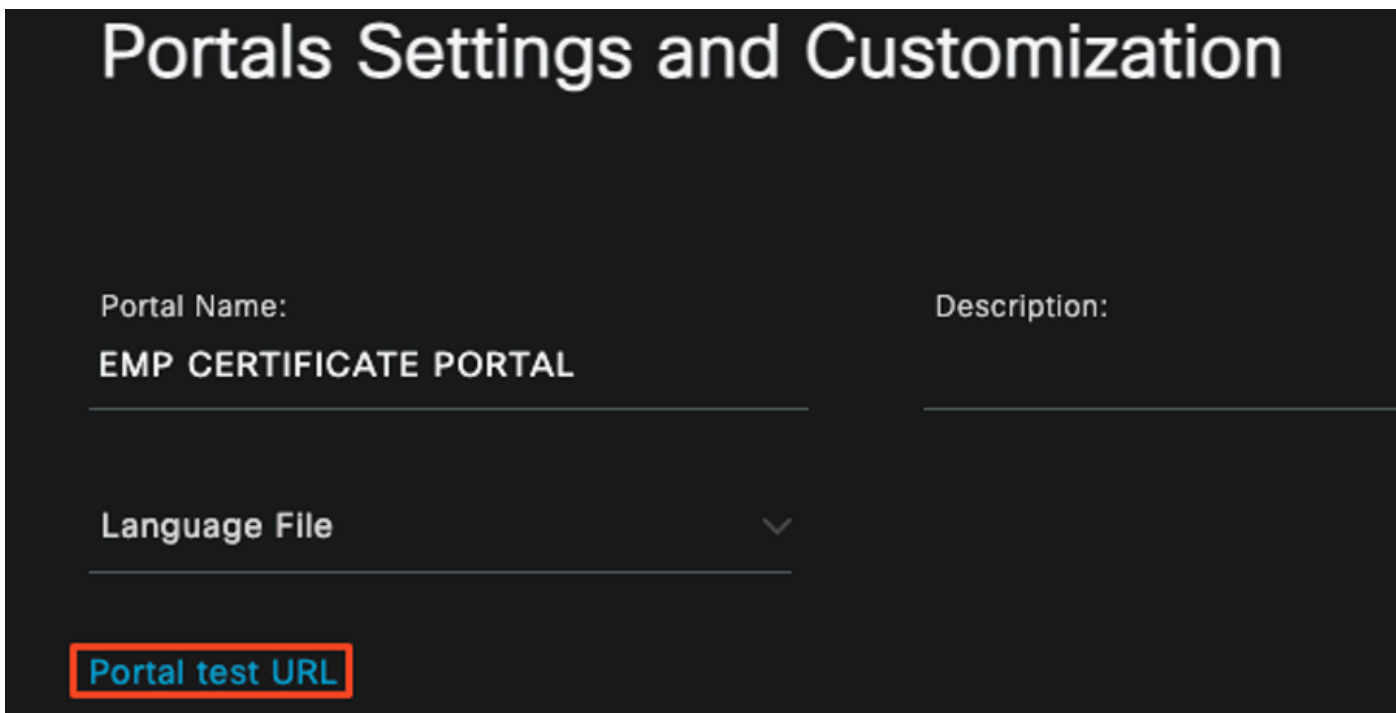 Portals Settings and Customization
Portal Name:
Description:
EMP CERTIFICATE PORTAL
Language File
Portal test URL